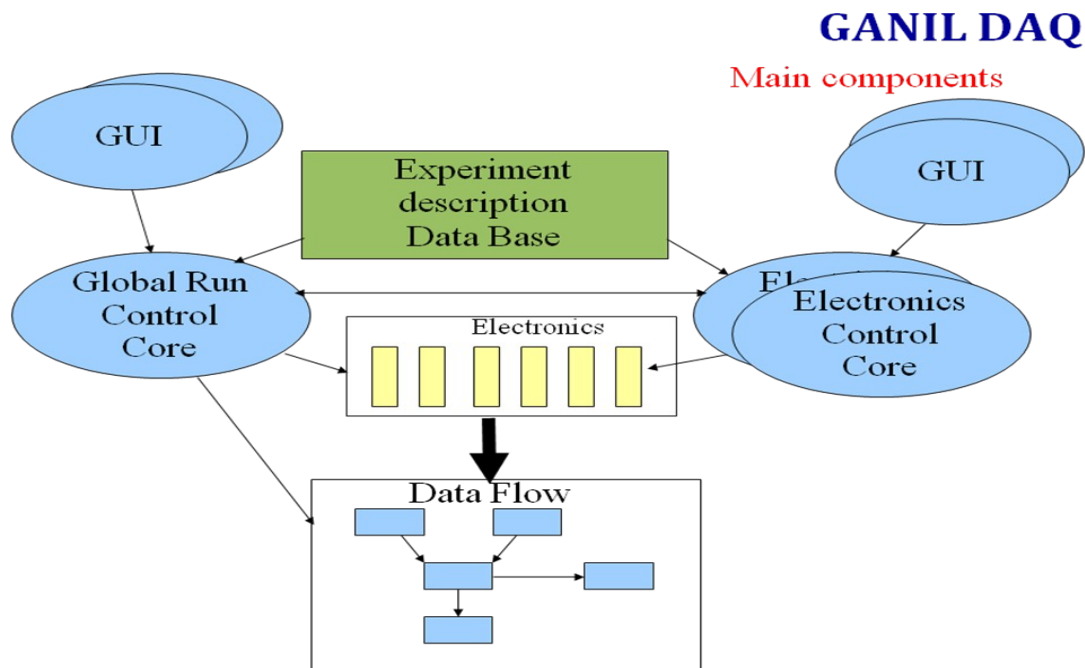 GANIL DAQ
Main components
GUI
GUI
Experiment
description
Data Base
Global Run
Control
Core
Electronics
Control
Core
Electronics
Data Flow